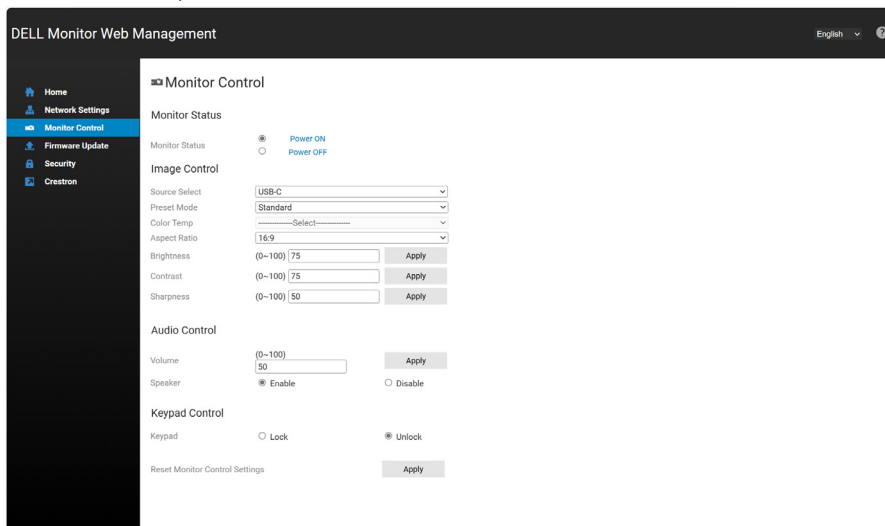 DELL Monitor Web Management
English
?
Home
Network Settings
Monitor Control
Firmware Update
Security
Crestron
Monitor Control
Monitor Status
Monitor Status Power ON
Power OFF
Image Control
Source Select USB-C
Preset Mode Standard
Color Temp ---------------Select---------------
Aspect Ratio 16:9
Brightness (0~100) 75 Apply
Contrast (0~100) 75 Apply
Sharpness (0~100) 50 Apply
Audio Control
(0~100)
Volume 50 Apply
Speaker Enable Disable
Keypad Control
Keypad Lock Unlock
Reset Monitor Control Settings Apply